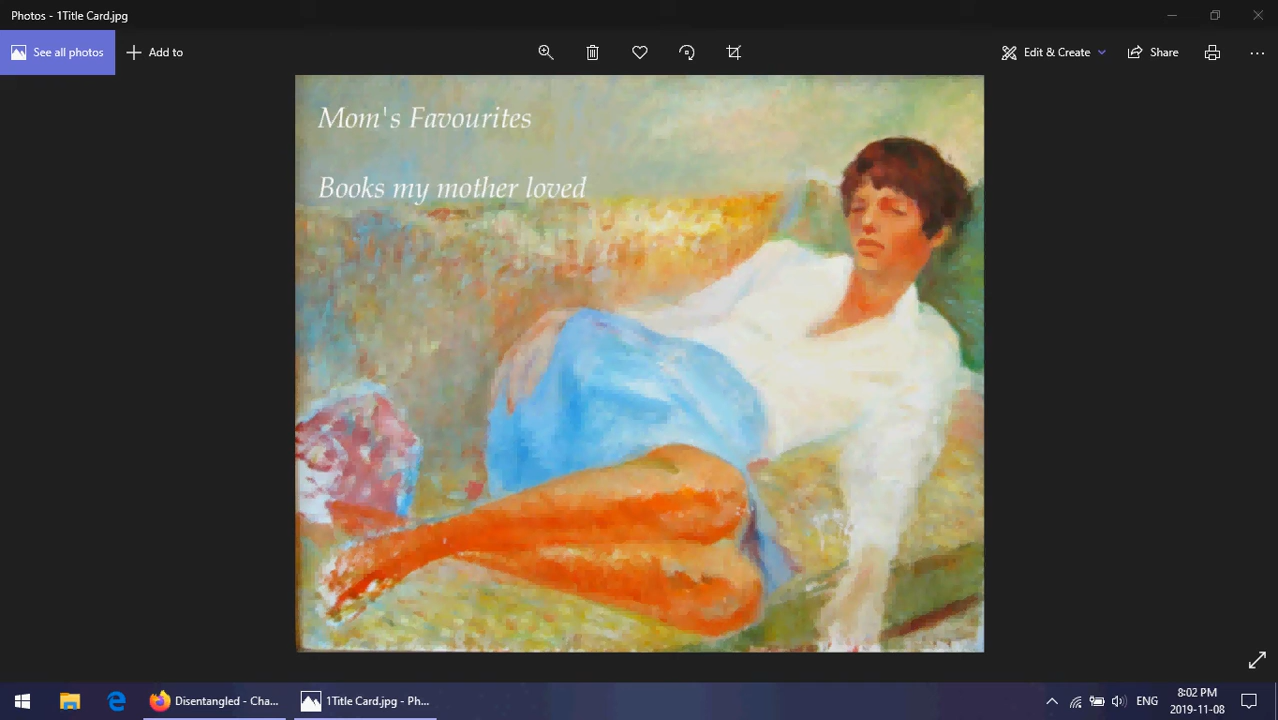 Photos - 1Title Card.jpg
See all photos
Add to
Edit & Create
Share
Mom's Favourites
Books my mother loved
Disentangled - Cha...
1Title Card.jpg - Ph...
ENG
8:02 PM
2019-11-08